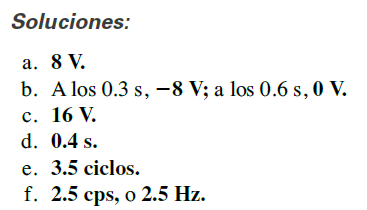 Soluciones:
a. 8 V.
b. A los 0.3 s, −8 V; a los 0.6 s, 0 V.
c. 16 V.
d. 0.4 s.
e. 3.5 ciclos.
f. 2.5 cps, o 2.5 Hz.